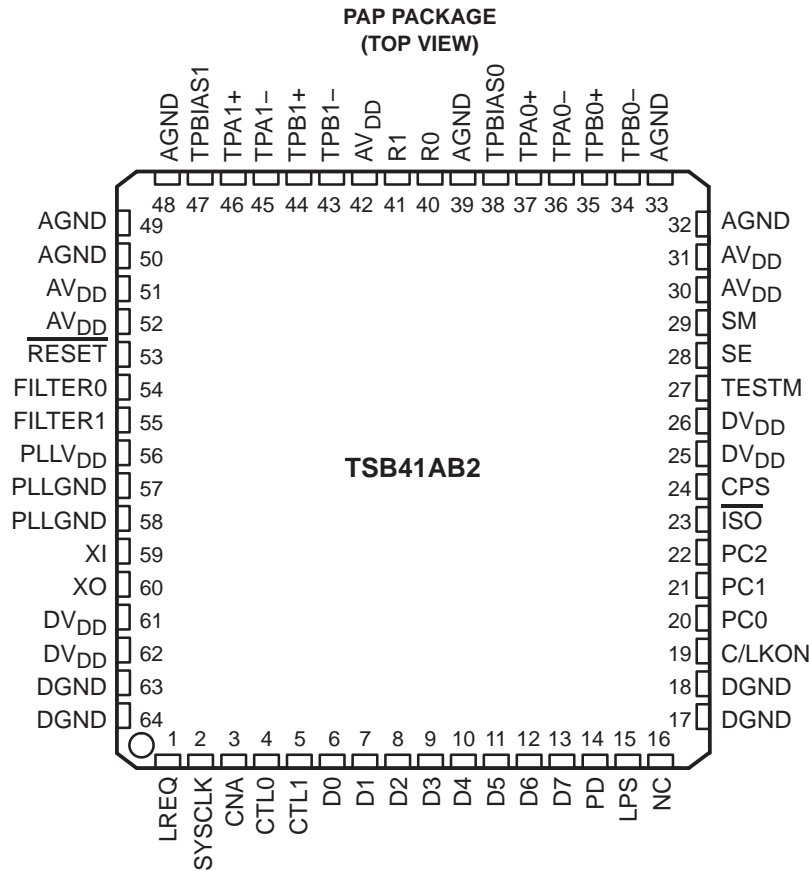 PAP PACKAGE
(TOP VIEW)
AGND TPBIAS1 TPA1+ TPA1– TPB1+ TPB1– AVDD R1 R0 AGND TPBIAS0 TPA0+ TPA0– TPB0+ TPB0– AGND
48 47 46 45 44 43 42 41 40 39 38 37 36 35 34 33
AGND 49 32 AGND
AGND 50 31 AVDD
AVDD 51 30 AVDD
AVDD 52 29 SM
RESET 53 28 SE
FILTER0 54 27 TESTM
FILTER1 55 26 DVDD
PLLVDD 56 25 DVDD
TSB41AB2
PLLGND 57 24 CPS
PLLGND 58 23 ISO
XI 59 22 PC2
XO 60 21 PC1
DVDD 61 20 PC0
DVDD 62 19 C/LKON
DGND 63 18 DGND
DGND 64 17 DGND
1 2 3 4 5 6 7 8 9 10 11 12 13 14 15 16
LREQ SYSCLK CNA CTL0 CTL1 D0 D1 D2 D3 D4 D5 D6 D7 PD LPS NC